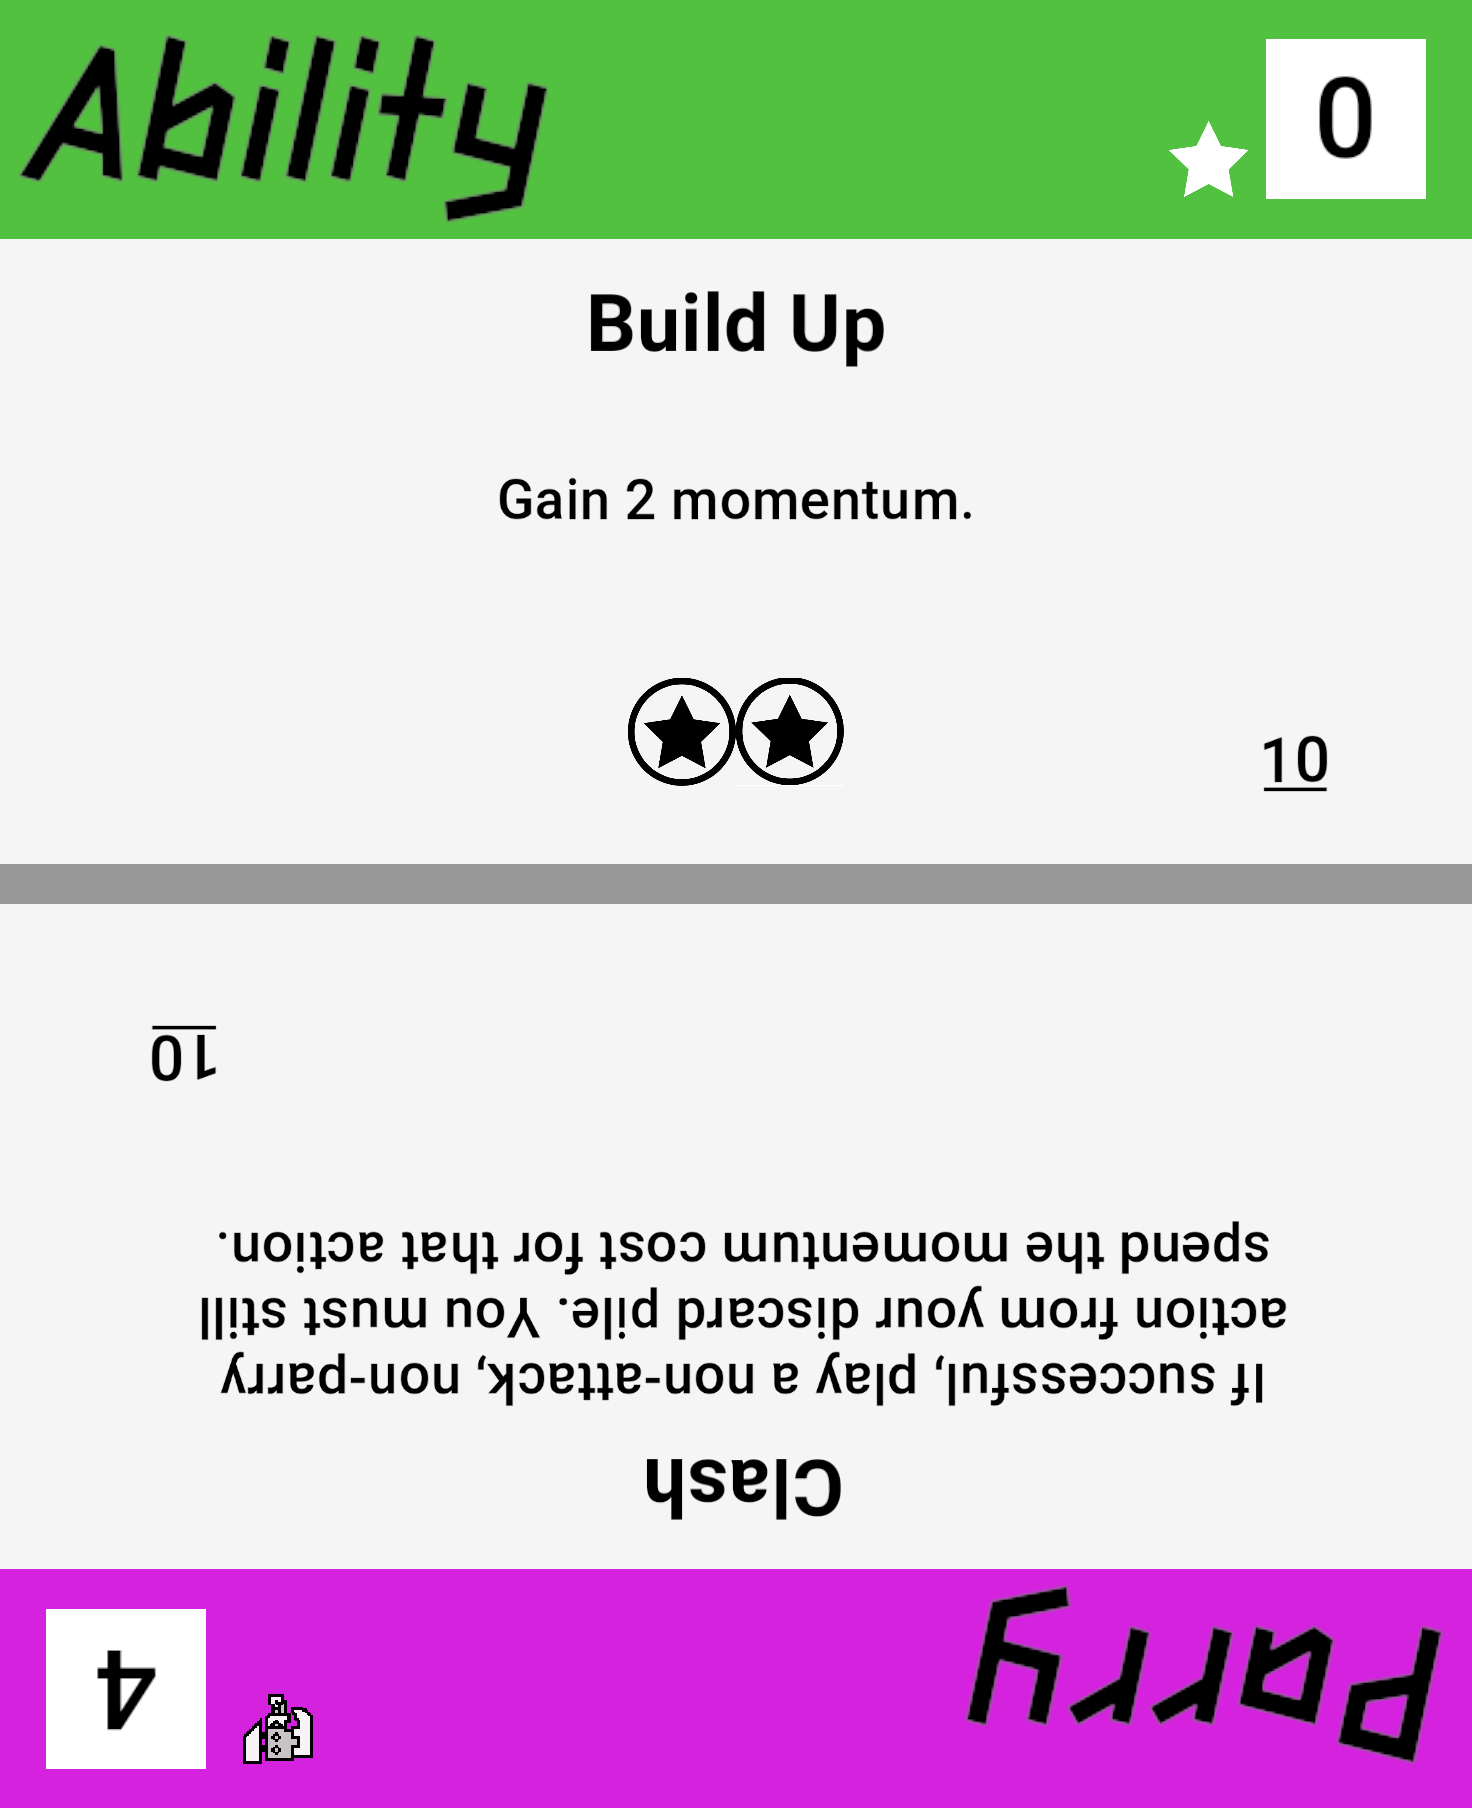 Ability
0
Build Up
Gain 2 momentum.
10
Parry
4
Clash
If successful, play a non-attack, non-parry
action from your discard pile. You must still
spend the momentum cost for that action.
10